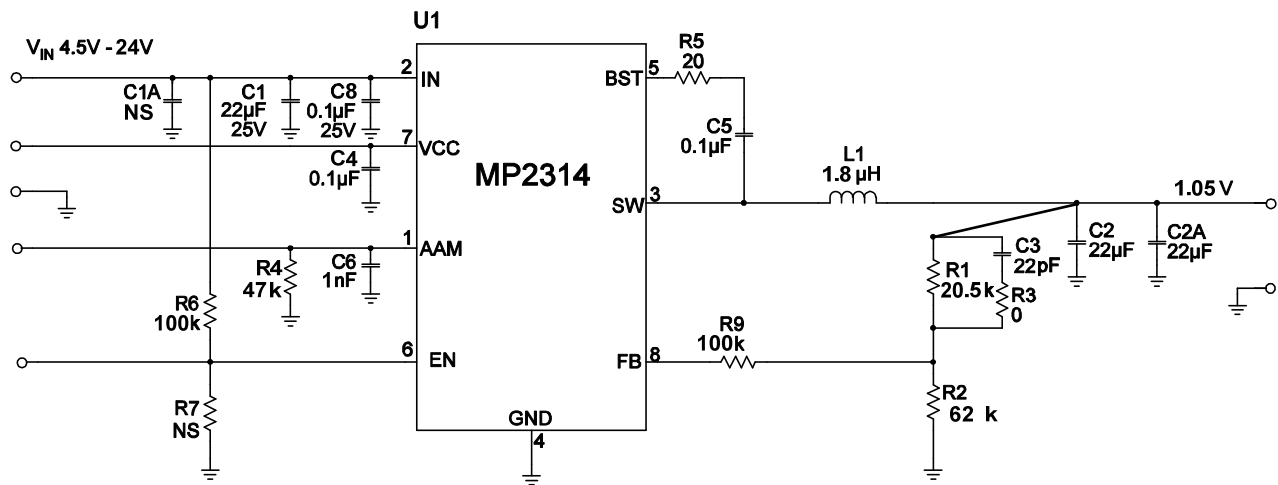 U1
V_IN 4.5V - 24V
2
IN
C1A
NS
C1
22µF
25V
C8
0.1µF
25V
7
VCC
C4
0.1µF
1
AAM
R4
47k
C6
1nF
R6
100k
6
EN
R7
NS
MP2314
GND
4
BST
5
R5
20
C5
0.1µF
SW
3
L1
1.8 µH
1.05 V
C2
22µF
C2A
22µF
C3
22pF
R1
20.5k
R3
0
FB
8
R9
100k
R2
62 k